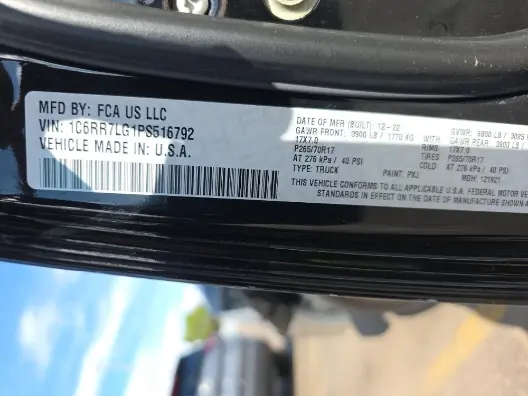 MFD BY: FCA US LLC
VIN: 1C6RR7LG1PS516792
VEHICLE MADE IN: U.S.A.
DATE OF MFR (BUILT): 12-22
GAWR FRONT: 3900 LB / 1770 KG WITH
17X7.0
P265/70R17
AT 276 kPa / 40 PSI
TYPE: TRUCK
GVWR: 6800 LB / 3085
GAWR REAR: 3900 LB /
RIMS 17X7.0
TIRES P265/70R17
COLD AT 276 kPa / 40 PSI
PAINT: PXJ
MDH: 121921
THIS VEHICLE CONFORMS TO ALL APPLICABLE U.S.A. FEDERAL MOTOR
STANDARDS IN EFFECT ON THE DATE OF MANUFACTURE SHOWN